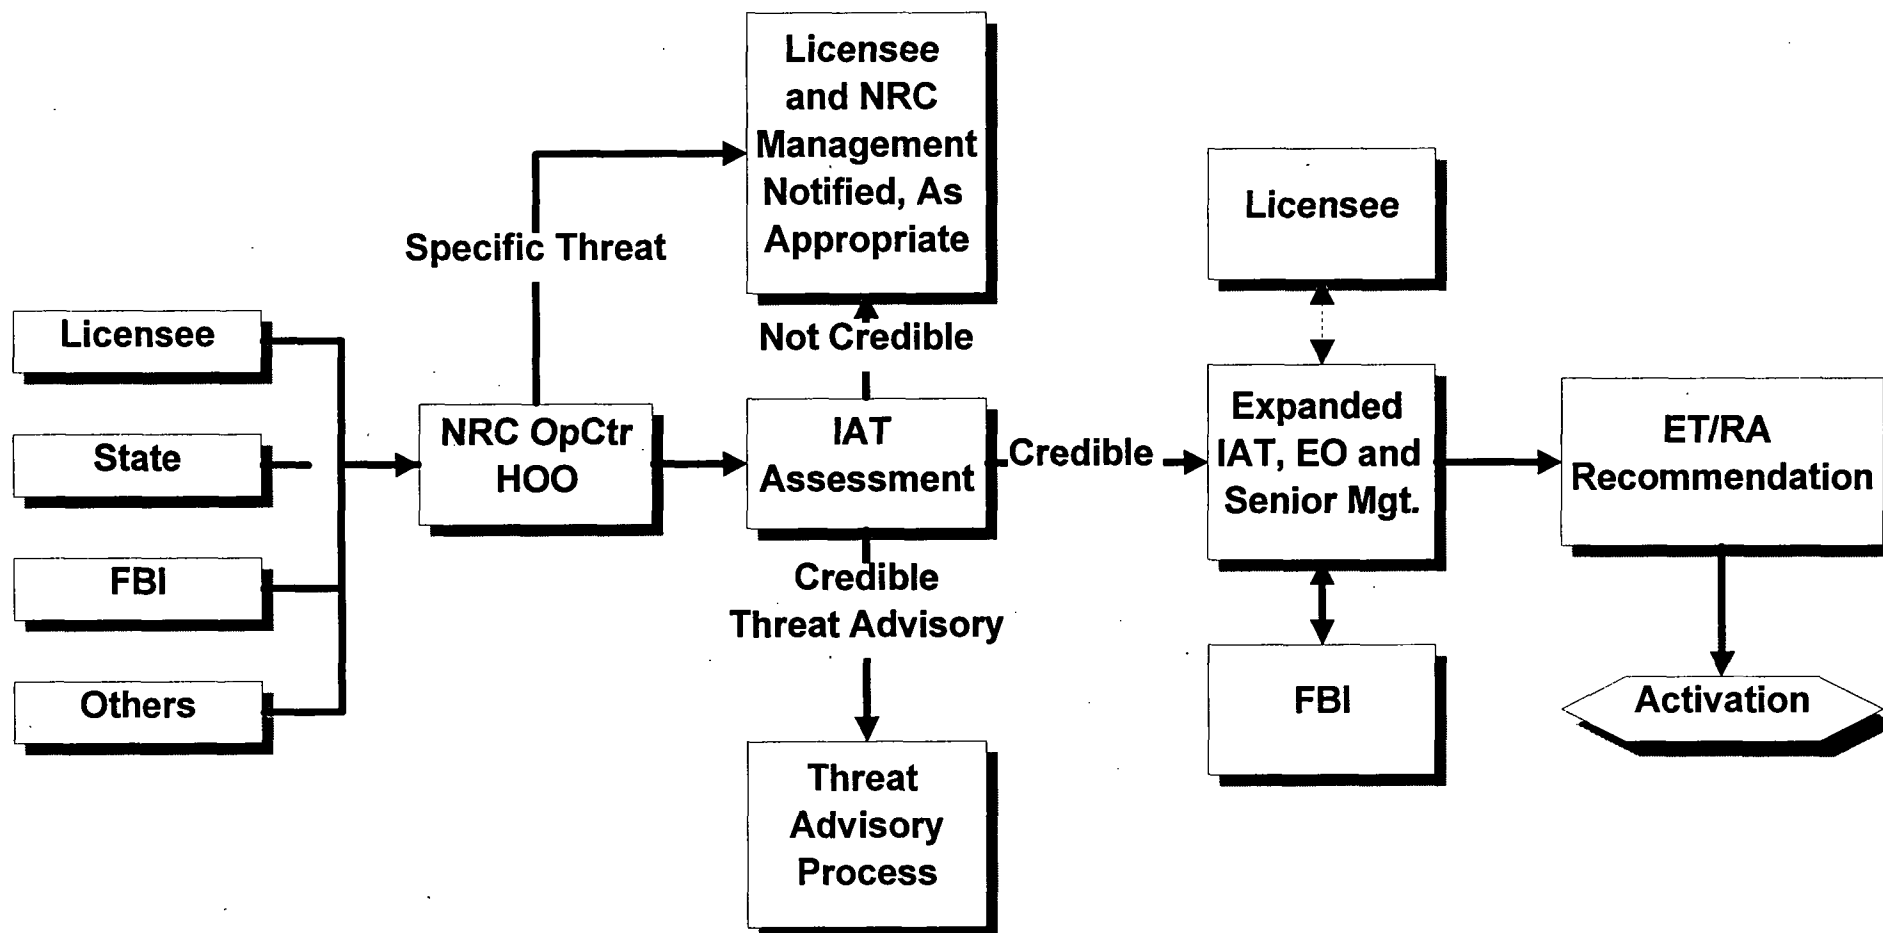 Licensee
and NRC
Management
Notified, As
Appropriate
Specific Threat
Licensee
Licensee
Not Credible
State
NRC OpCtr
HOO
IAT
Assessment
Credible
Expanded
IAT, EO and
Senior Mgt.
ET/RA
Recommendation
FBI
Credible
Threat Advisory
Others
FBI
Activation
Threat
Advisory
Process